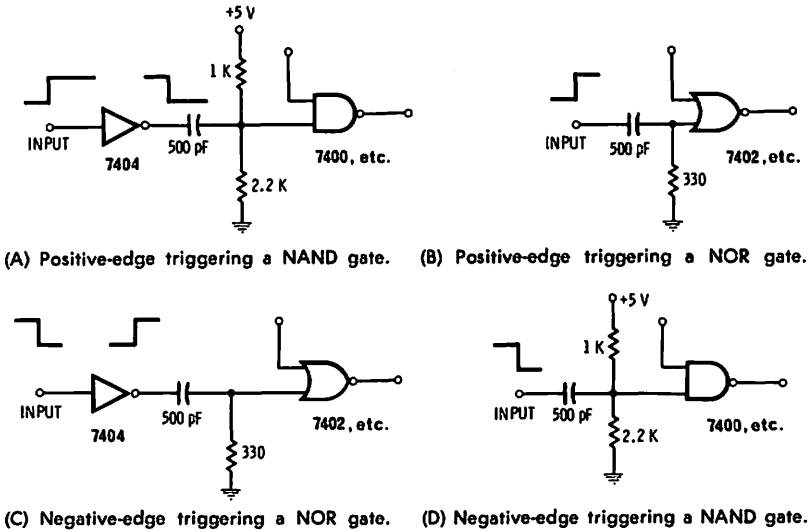 +5 V
1 K
INPUT
7404
500 pF
7400, etc.
2.2 K
(A) Positive-edge triggering a NAND gate.
INPUT
500 pF
7402, etc.
330
(B) Positive-edge triggering a NOR gate.
INPUT
7404
500 pF
7402, etc.
330
(C) Negative-edge triggering a NOR gate.
+5 V
1 K
INPUT
500 pF
7400, etc.
2.2 K
(D) Negative-edge triggering a NAND gate.